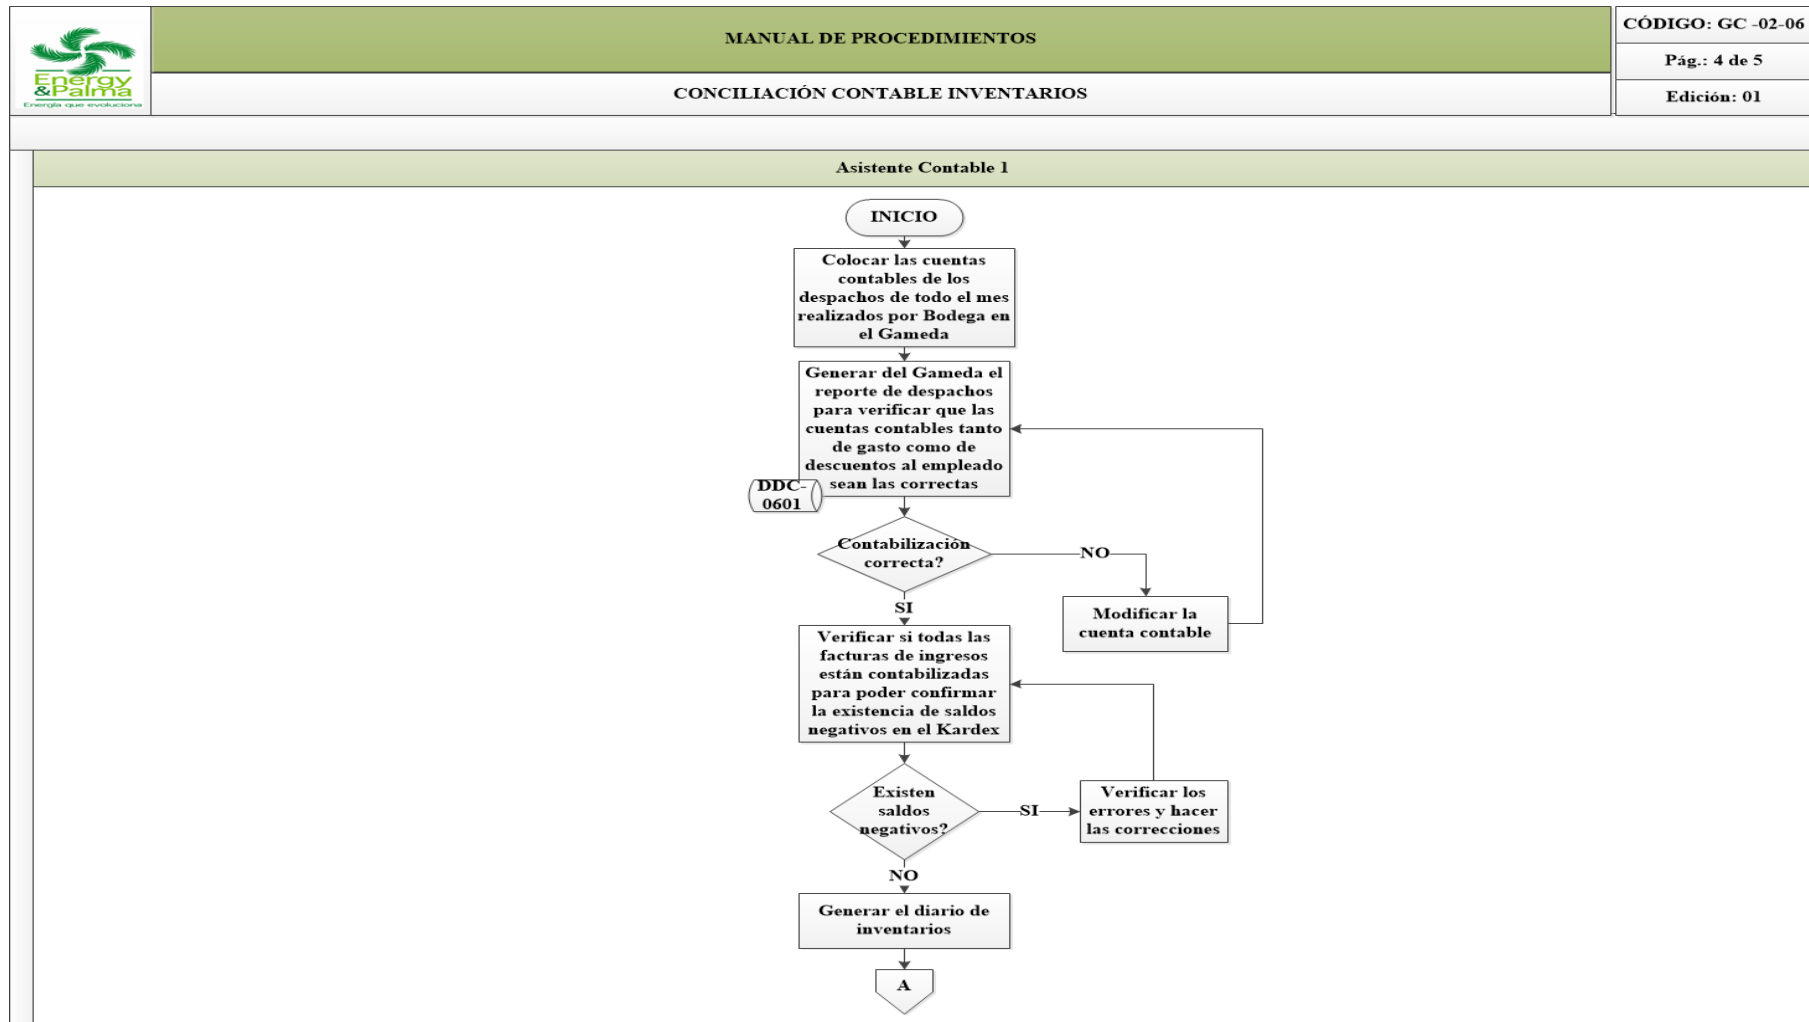 Energy
&Palma
Energía que evoluciona
MANUAL DE PROCEDIMIENTOS
CONCILIACIÓN CONTABLE INVENTARIOS
CÓDIGO: GC -02-06
Pág.: 4 de 5
Edición: 01
Asistente Contable 1
INICIO
Colocar las cuentas
contables de los
despachos de todo el mes
realizados por Bodega en
el Gameda
Generar del Gameda el
reporte de despachos
para verificar que las
cuentas contables tanto
de gasto como de
descuentos al empleado
sean las correctas
DDC-
0601
Contabilización
correcta?
NO
Modificar la
cuenta contable
SI
Verificar si todas las
facturas de ingresos
están contabilizadas
para poder confirmar
la existencia de saldos
negativos en el Kardex
Existen
saldos
negativos?
SI
Verificar los
errores y hacer
las correcciones
NO
Generar el diario de
inventarios
A